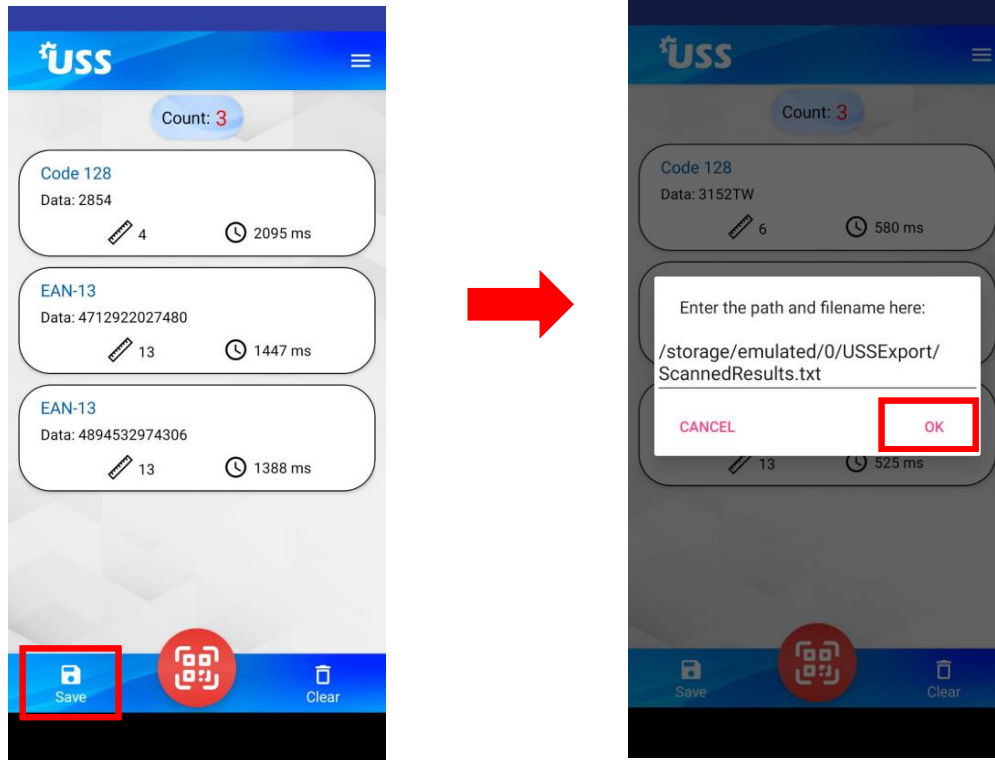 USS
Count: 3
Code 128
Data: 2854
4 2095 ms
EAN-13
Data: 4712922027480
13 1447 ms
EAN-13
Data: 4894532974306
13 1388 ms
Save
Clear
USS
Count: 3
Code 128
Data: 3152TW
6 580 ms
Enter the path and filename here:
/storage/emulated/0/USSExport/
ScannedResults.txt
CANCEL OK
13 525 ms
Save
Clear